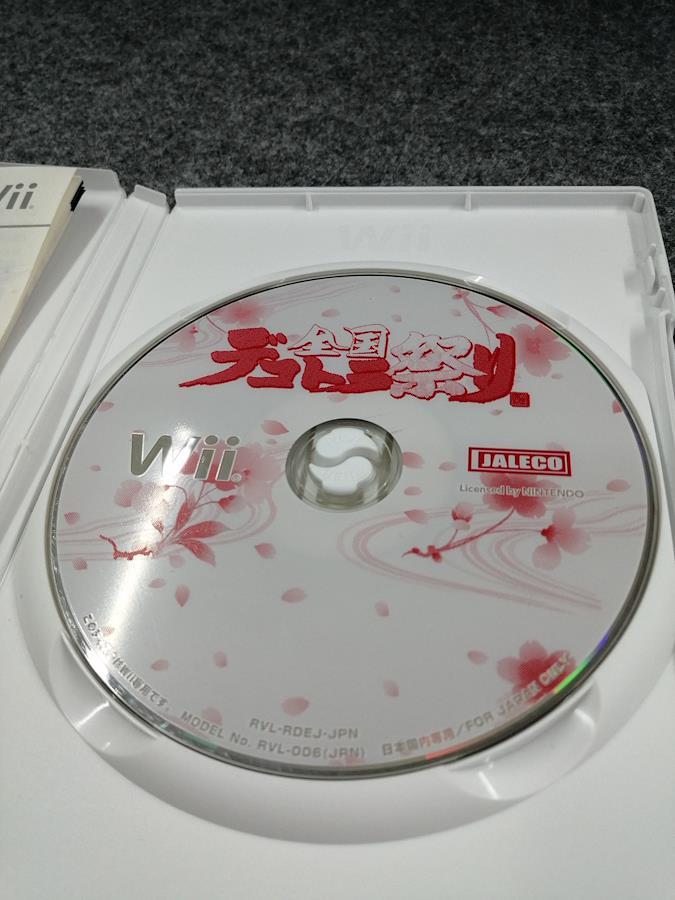 Wii
Wii
全国
デコトラ祭り
Wii
JALECO
Licensed by NINTENDO
RVL-RDEJ-JPN
MODEL No. RVL-006(JPN)
日本国内専用/FOR JAPAN ONLY